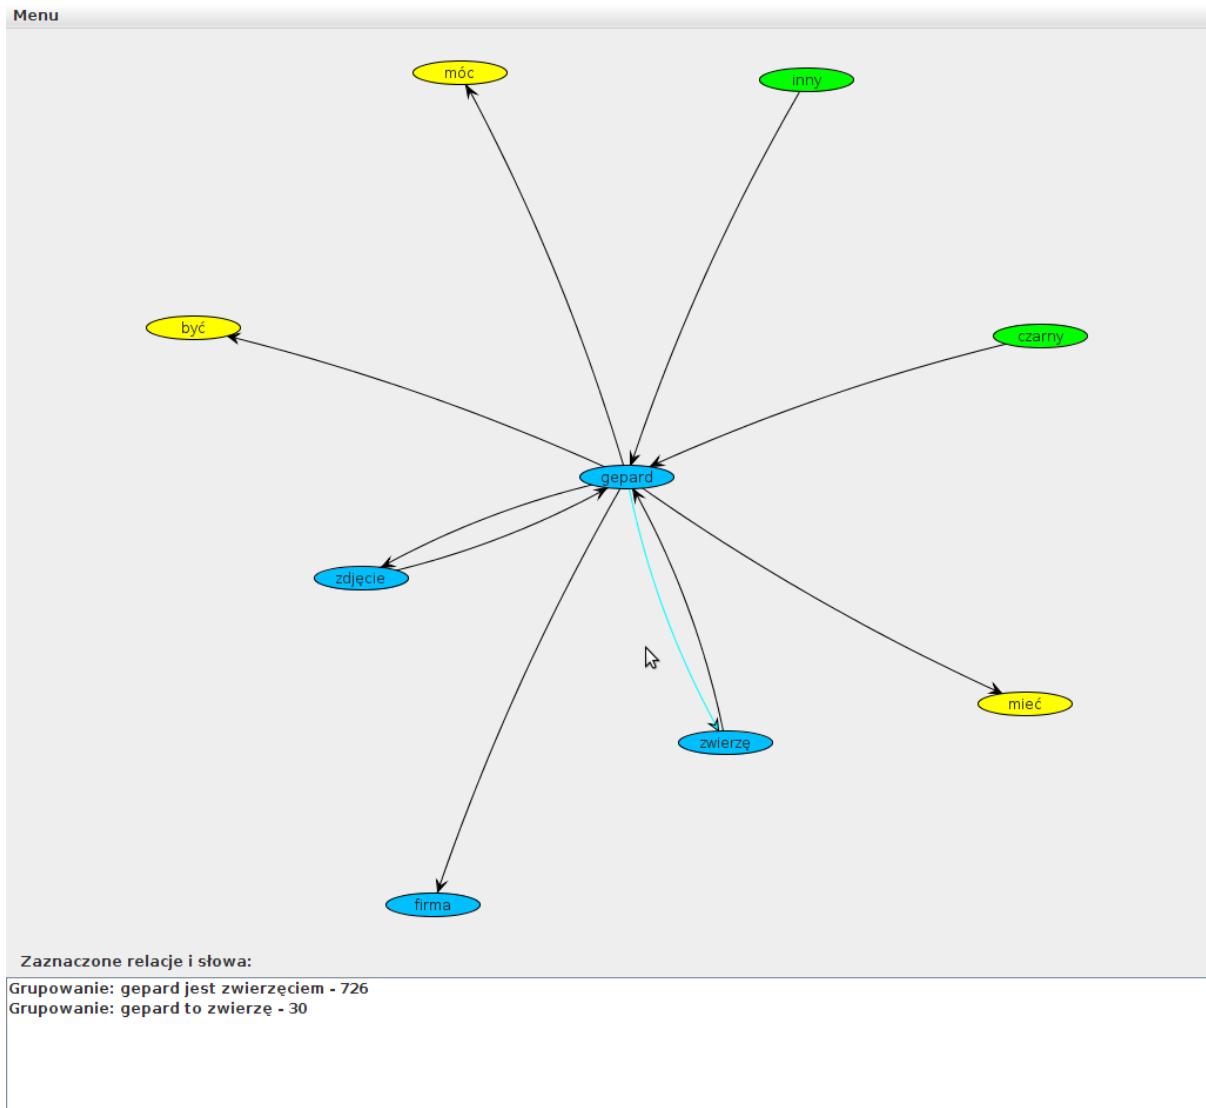 Menu
móc
inny
być
czarny
gepard
zdjęcie
mieć
zwierzę
firma
Zaznaczone relacje i słowa:
Grupowanie: gepard jest zwierzęciem - 726
Grupowanie: gepard to zwierzę - 30